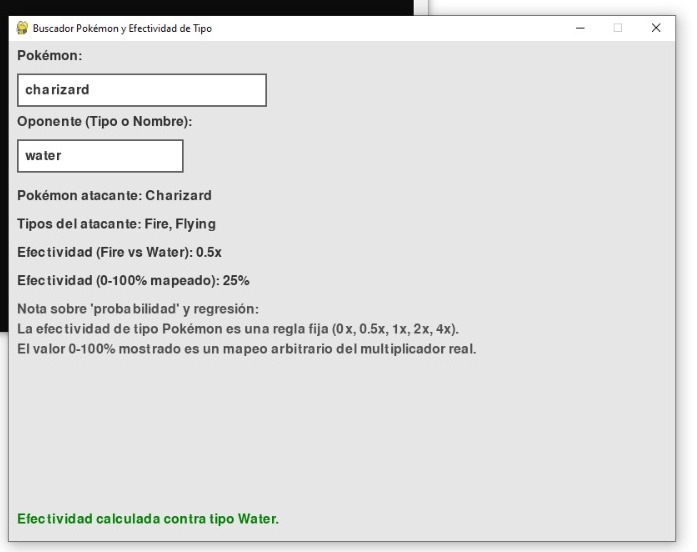 Buscador Pokémon y Efectividad de Tipo
Pokémon:
charizard
Oponente (Tipo o Nombre):
water
Pokémon atacante: Charizard
Tipos del atacante: Fire, Flying
Efectividad (Fire vs Water): 0.5x
Efectividad (0-100% mapeado): 25%
Nota sobre 'probabilidad' y regresión:
La efectividad de tipo Pokémon es una regla fija (0x, 0.5x, 1x, 2x, 4x).
El valor 0-100% mostrado es un mapeo arbitrario del multiplicador real.
Efectividad calculada contra tipo Water.